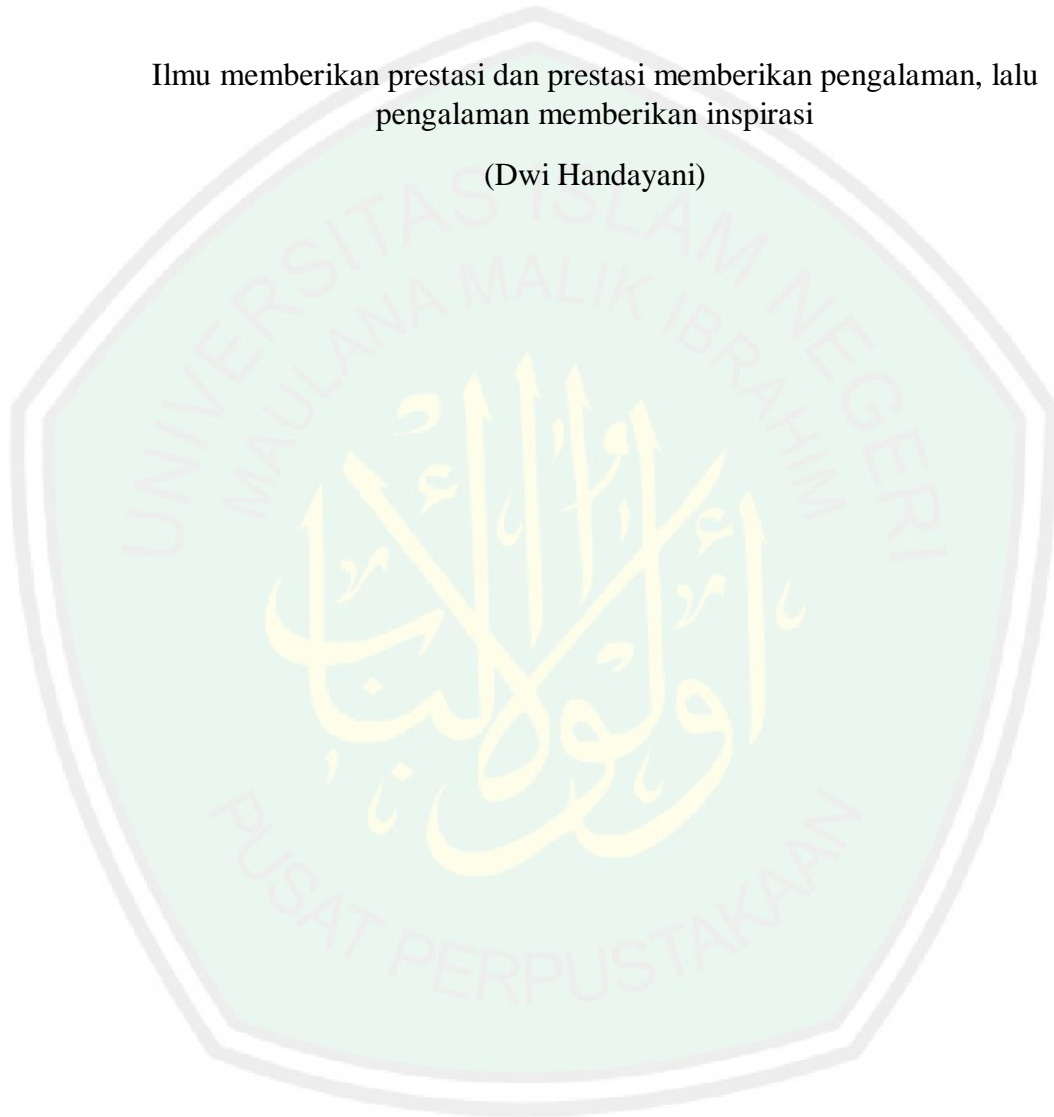 Ilmu memberikan prestasi dan prestasi memberikan pengalaman, lalu
pengalaman memberikan inspirasi
(Dwi Handayani)
UNIVERSITAS ISLAM NEGERI
MAULANA MALIK IBRAHIM
أولوا الألباب
PUSAT PERPUSTAKAAN